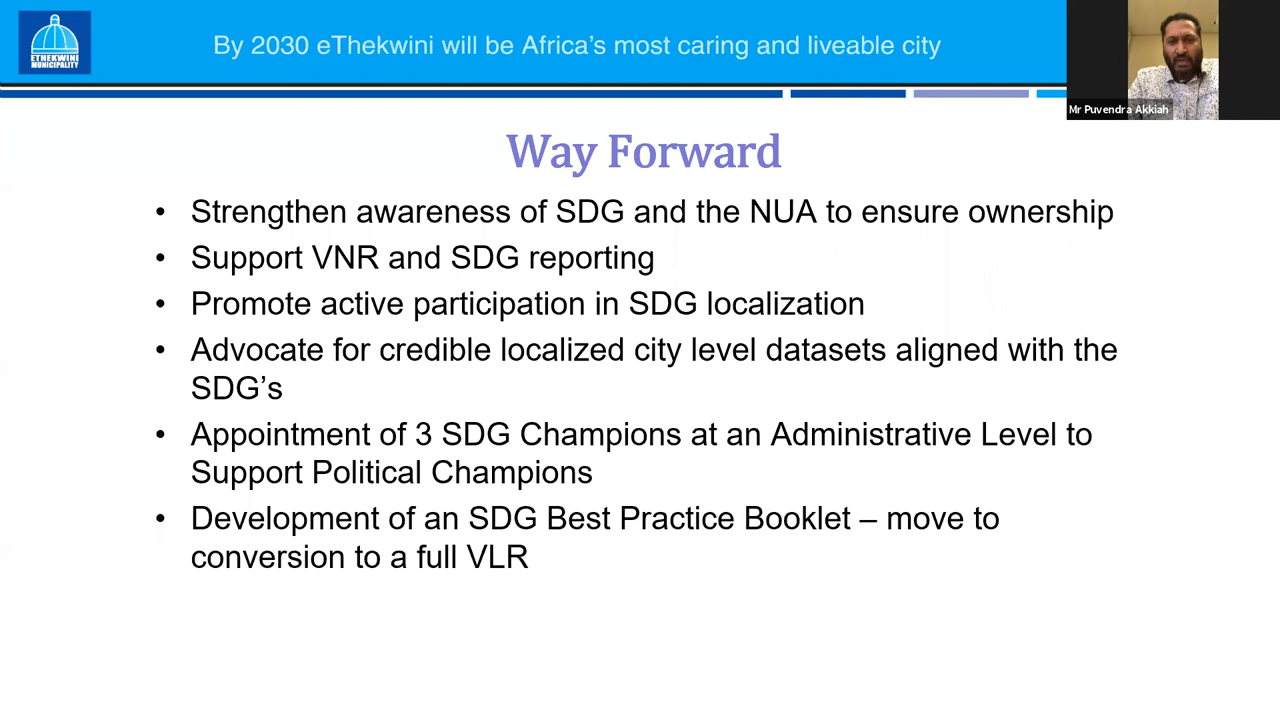 ETHEKWINI
MUNICIPALITY
By 2030 eThekwini will be Africa's most caring and liveable city
Mr Puvendra Akkiah
Way Forward
• Strengthen awareness of SDG and the NUA to ensure ownership
• Support VNR and SDG reporting
• Promote active participation in SDG localization
• Advocate for credible localized city level datasets aligned with the
SDG's
• Appointment of 3 SDG Champions at an Administrative Level to
Support Political Champions
• Development of an SDG Best Practice Booklet – move to
conversion to a full VLR